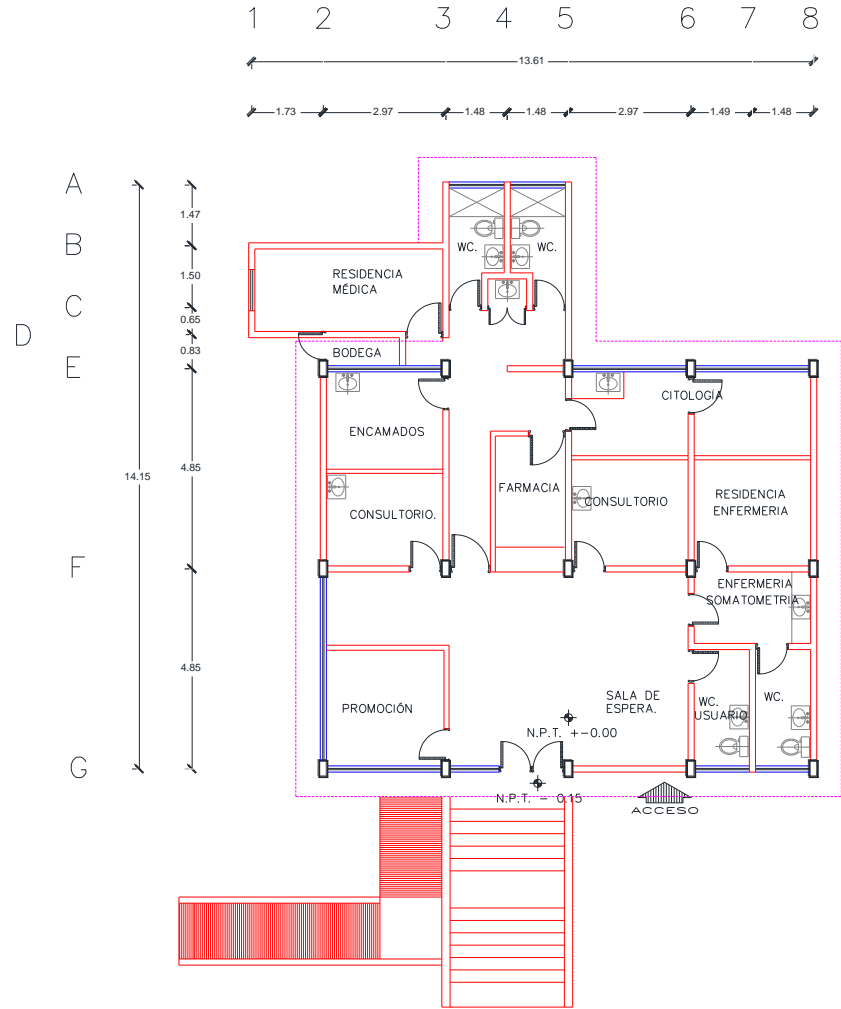 1 2 3 4 5 6 7 8
13.61
1.73 2.97 1.48 1.48 2.97 1.49 1.48
A
1.47
B
WC. WC.
1.50
RESIDENCIA
MÉDICA
C
0.65
D
0.83
BODEGA
E
CITOLOGÍA
ENCAMADOS
14.15
4.85
FARMACIA
CONSULTORIO
RESIDENCIA
ENFERMERIA
CONSULTORIO.
F
ENFERMERIA
SOMATOMETRIA
4.85
PROMOCIÓN
SALA DE
ESPERA.
WC.
USUARIO
WC.
N.P.T. +-0.00
G
N.P.T. - 0.15
ACCESO